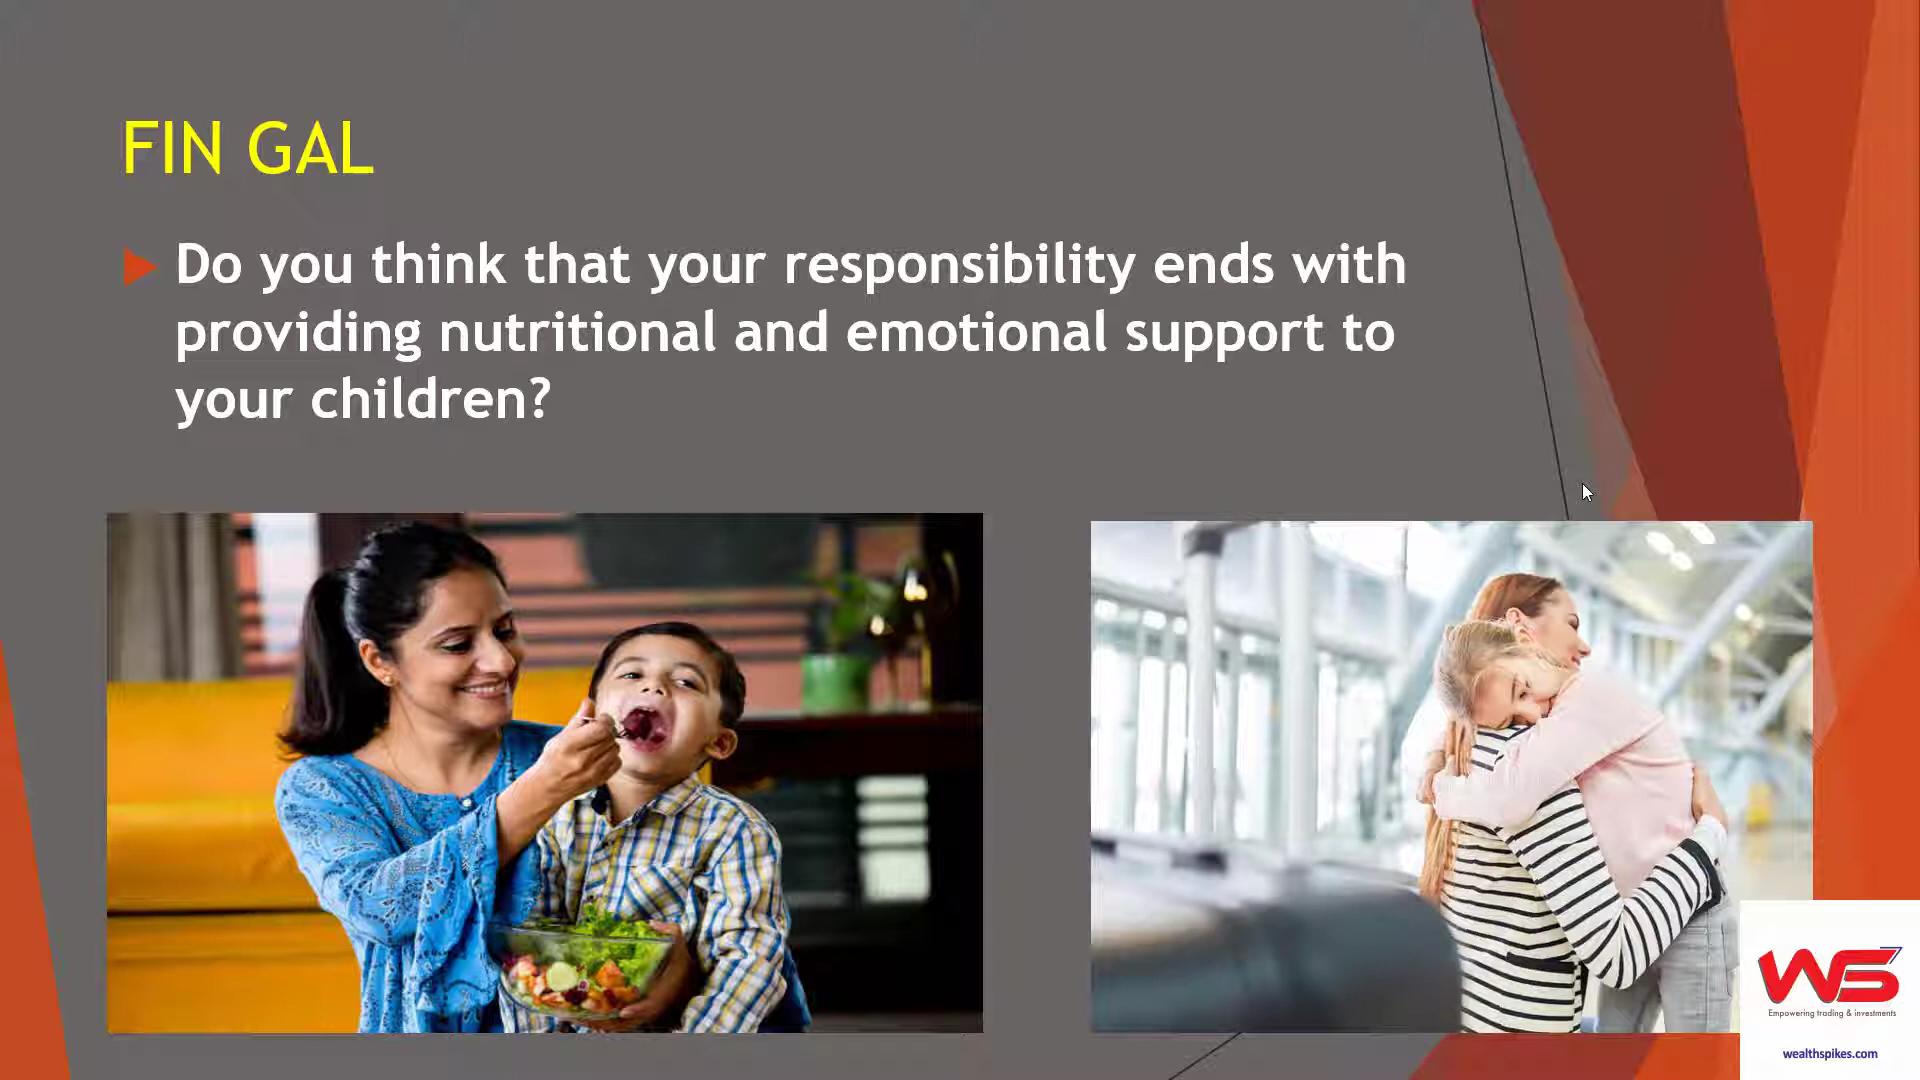 FIN GAL
Do you think that your responsibility ends with
providing nutritional and emotional support to
your children?
WS
Empowering trading & investments
wealthspikes.com